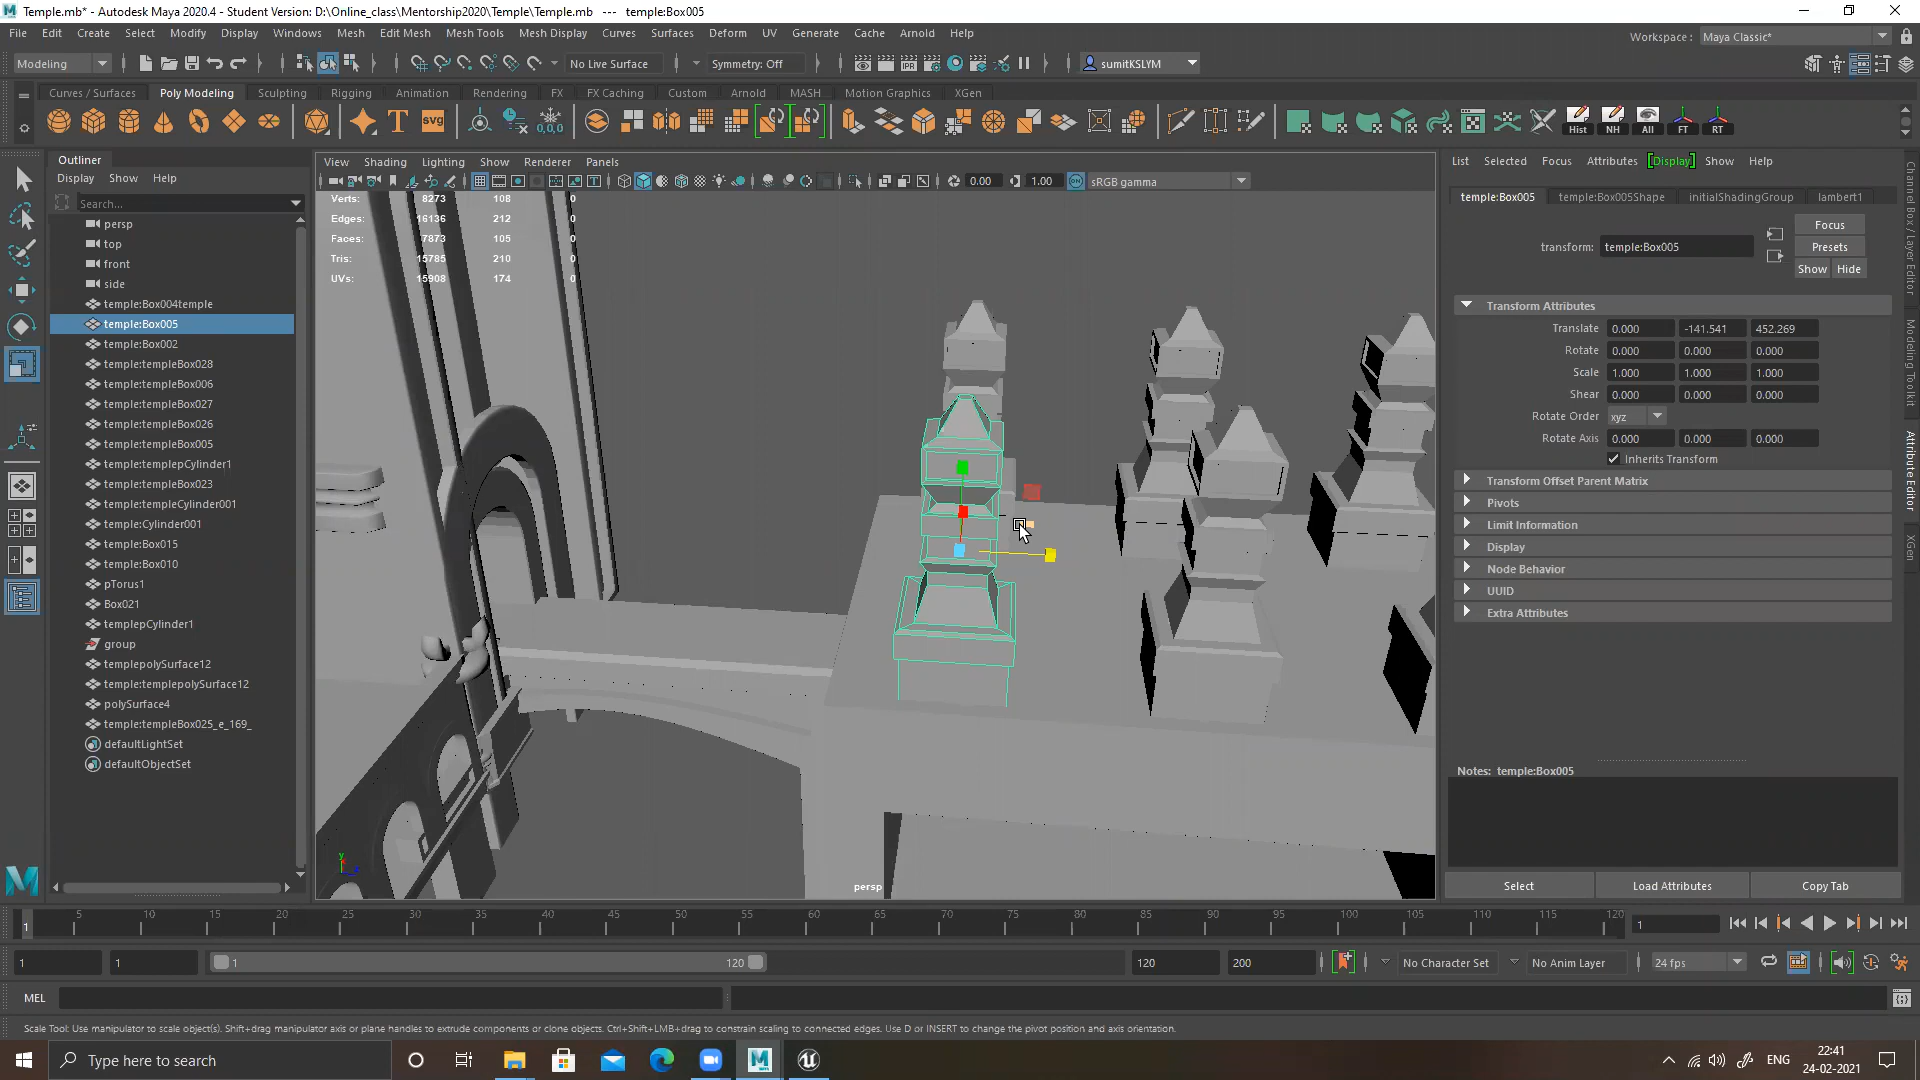 Temple.mb* - Autodesk Maya 2020.4 - Student Version: D:\Online_class\Mentorship2020\Temple\Temple.mb --- temple:Box005
File Edit Create Select Modify Display Windows Mesh Edit Mesh Mesh Tools Mesh Display Curves Surfaces Deform UV Generate Cache Arnold Help
Workspace : Maya Classic*
Modeling No Live Surface Symmetry: Off sumitKSLYM
Curves / Surfaces Poly Modeling Sculpting Rigging Animation Rendering FX FX Caching Custom Arnold MASH Motion Graphics XGen
T svg 0,0,0 Hist NH All FT RT
Outliner
Display Show Help
Search...
persp
top
front
side
temple:Box004temple
temple:Box005
temple:Box002
temple:templeBox028
temple:templeBox006
temple:templeBox027
temple:templeBox026
temple:templeBox005
temple:templepCylinder1
temple:templeBox023
temple:templeCylinder001
temple:Cylinder001
temple:Box015
temple:Box010
pTorus1
Box021
templepCylinder1
group
templepolySurface12
temple:templepolySurface12
polySurface4
temple:templeBox025_e_169_
defaultLightSet
defaultObjectSet
View Shading Lighting Show Renderer Panels
0.00 1.00 sRGB gamma
Verts: 8273 108 0
Edges: 16136 212 0
Faces: 7873 105 0
Tris: 15785 210 0
UVs: 15908 174 0
persp
List Selected Focus Attributes Display Show Help
temple:Box005 temple:Box005Shape initialShadingGroup lambert1
Focus
transform: temple:Box005 Presets
Show Hide
Transform Attributes
Translate 0.000 -141.541 452.269
Rotate 0.000 0.000 0.000
Scale 1.000 1.000 1.000
Shear 0.000 0.000 0.000
Rotate Order xyz
Rotate Axis 0.000 0.000 0.000
Inherits Transform
Transform Offset Parent Matrix
Pivots
Limit Information
Display
Node Behavior
UUID
Extra Attributes
Notes: temple:Box005
Select Load Attributes Copy Tab
Channel Box / Layer Editor
Modeling Toolkit
Attribute Editor
XGen
5 10 15 20 25 30 35 40 45 50 55 60 65 70 75 80 85 90 95 100 105 110 115 120
1 1
1 1 1 120 120 200 No Character Set No Anim Layer 24 fps
MEL
Scale Tool: Use manipulator to scale object(s). Shift+drag manipulator axis or plane handles to extrude components or clone objects. Ctrl+Shift+LMB+drag to constrain scaling to connected edges. Use D or INSERT to change the pivot position and axis orientation.
Type here to search
ENG
22:41
24-02-2021